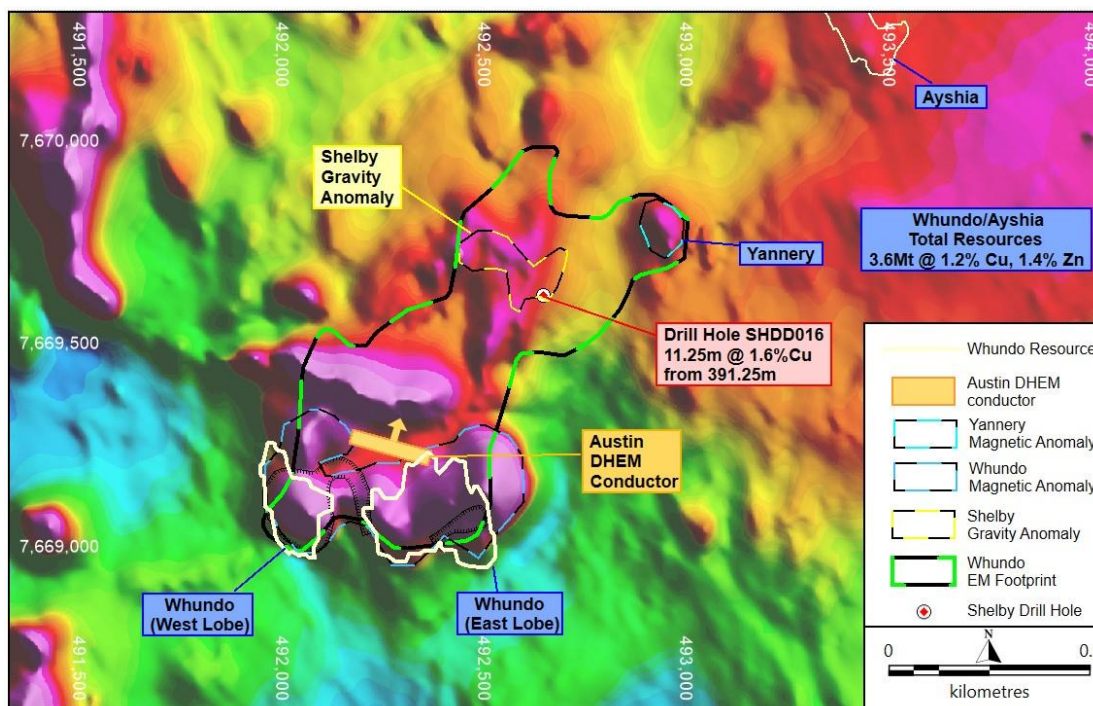 491,500
492,000
492,500
493,000
493,500
494,000
Ayshia
7,670,000
Shelby
Gravity
Anomaly
Yannery
Whundo/Ayshia
Total Resources
3.6Mt @ 1.2% Cu, 1.4% Zn
7,669,500
Drill Hole SHDD016
11.25m @ 1.6%Cu
from 391.25m
Austin
DHEM
Conductor
7,669,000
Whundo
(West Lobe)
Whundo
(East Lobe)
491,500
492,000
492,500
493,000
Whundo Resource
Austin DHEM
conductor
Yannery
Magnetic Anomaly
Whundo
Magnetic Anomaly
Shelby
Gravity Anomaly
Whundo
EM Footprint
Shelby Drill Hole
N
0
kilometres